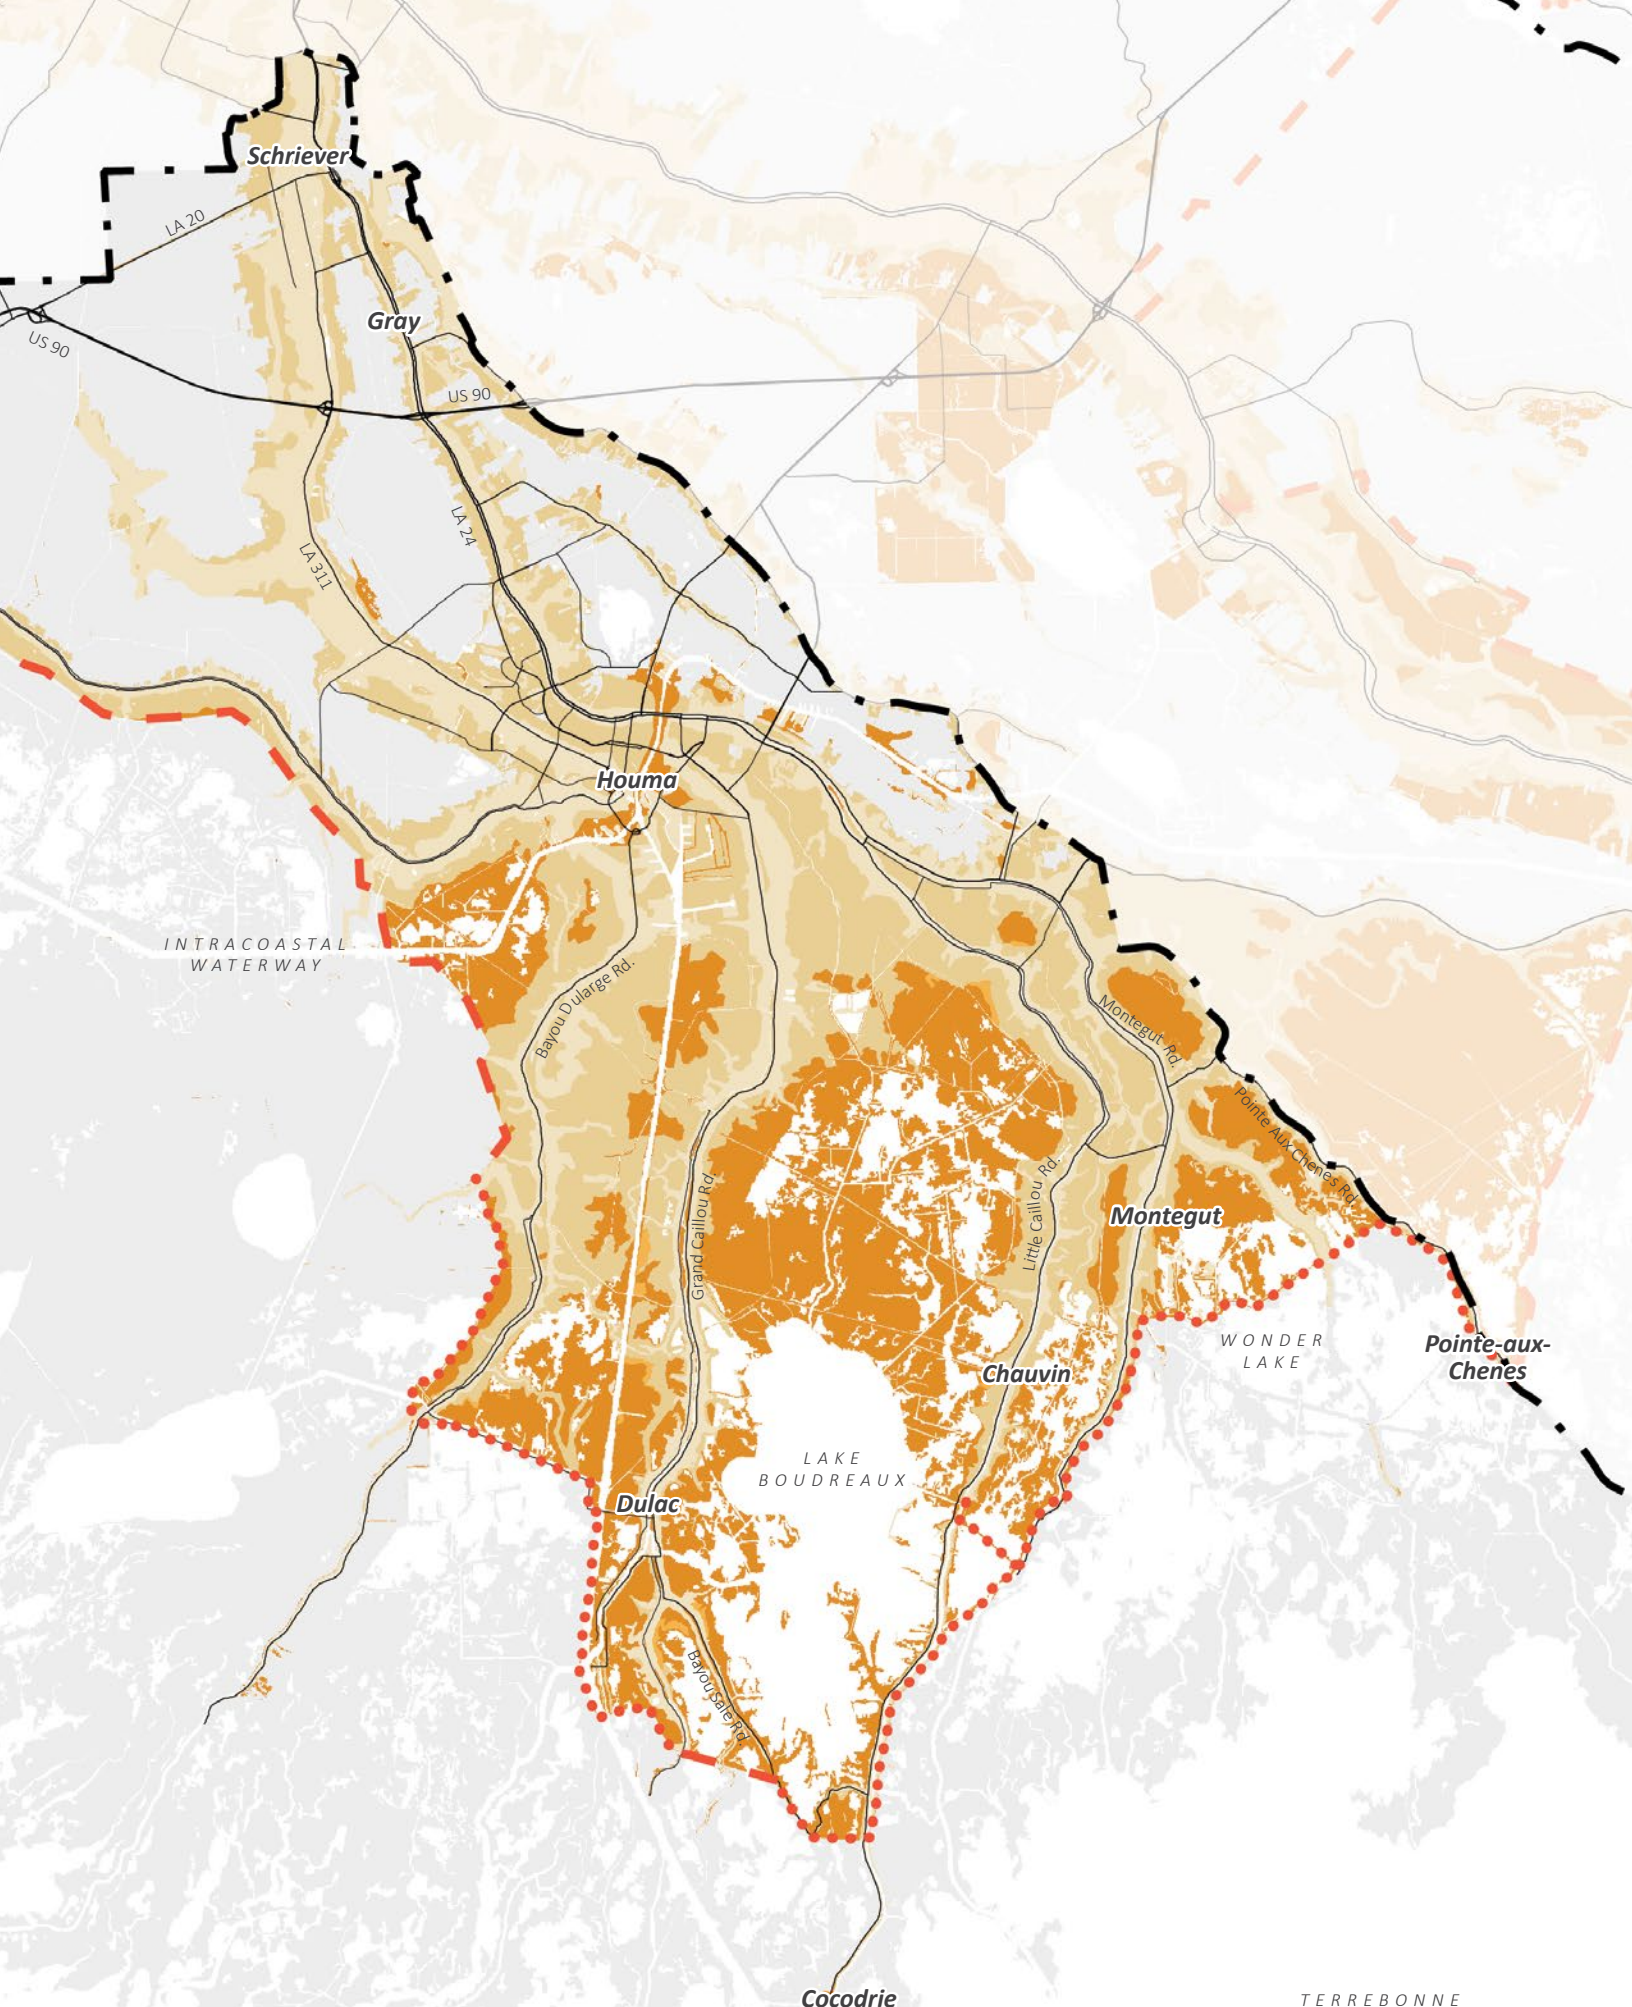 Schriever
LA 20
Gray
US 90
US 90
LA 24
LA 311
Houma
INTRACOASTAL
WATERWAY
Bayou Dularge Rd.
Montegut Rd.
Pointe Aux Chenes Rd.
Grand Caillou Rd.
Little Caillou Rd.
Montegut
WONDER
LAKE
Pointe-aux-
Chenes
Chauvin
LAKE
BOUDREAUX
Dulac
Bayou Sale Rd.
Cocodrie
TERREBONNE